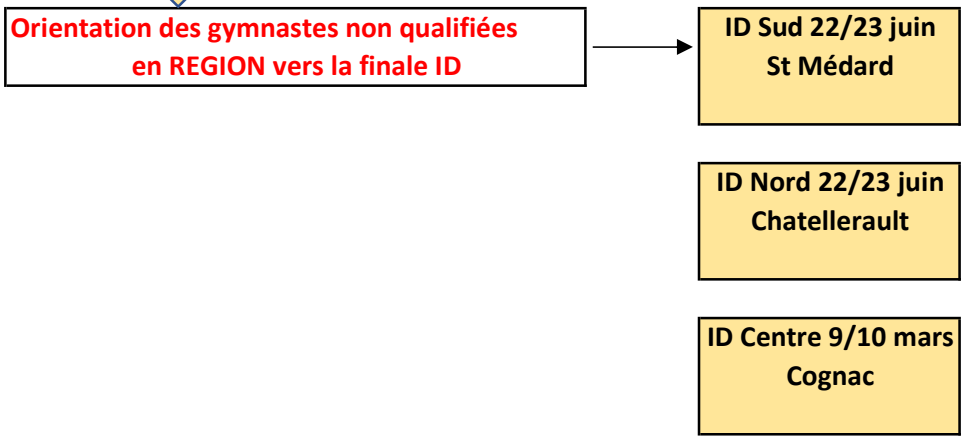 Orientation des gymnastes non qualifiées
en REGION vers la finale ID
ID Sud 22/23 juin
St Médard
ID Nord 22/23 juin
Chatellerault
ID Centre 9/10 mars
Cognac